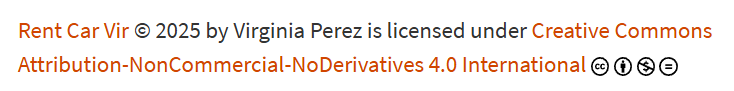 Rent Car Vir © 2025 by Virginia Perez is licensed under Creative Commons
Attribution-NonCommercial-NoDerivatives 4.0 International